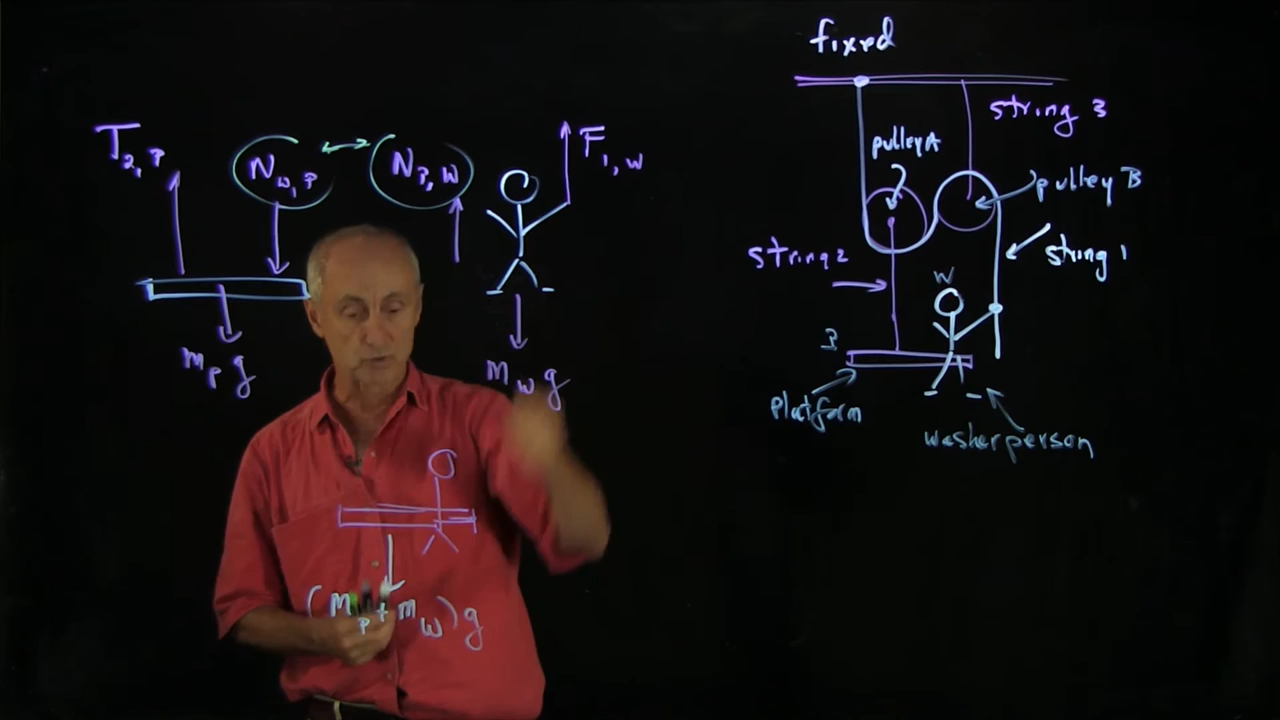 T2,P
N W,P
N P,W
F1,W
mP g
mW g
(mP + mW)g
fixed
string 3
pulley A
pulley B
string 2
string 1
W
P
platform
washerperson